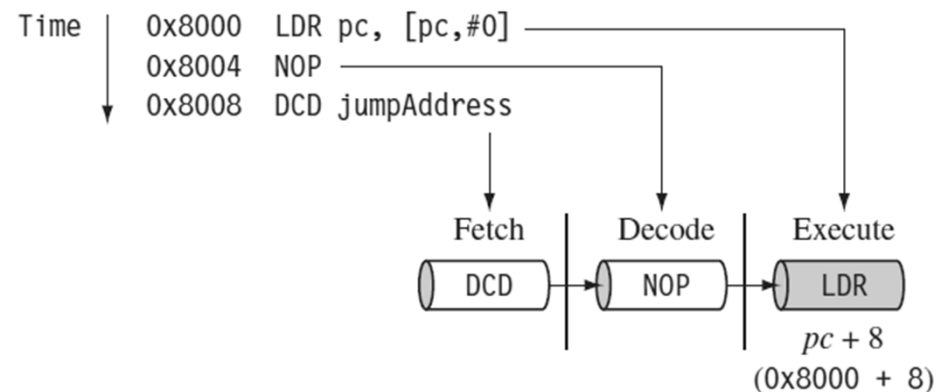 Time 0x8000 LDR pc, [pc,#0]
0x8004 NOP
0x8008 DCD jumpAddress
Fetch Decode Execute
DCD NOP LDR
pc + 8
(0x8000 + 8)